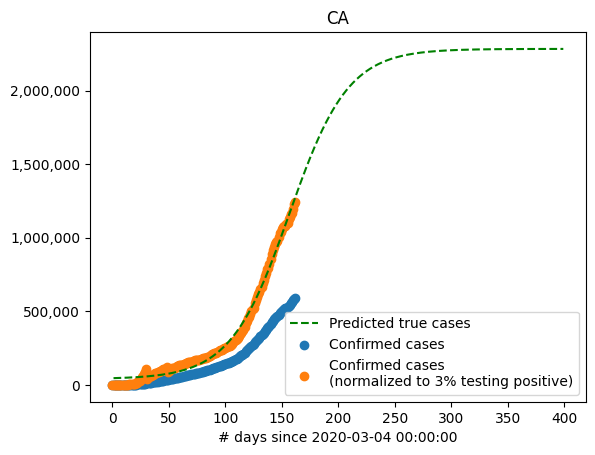 CA
2,000,000
1,500,000
1,000,000
500,000
0
Predicted true cases
Confirmed cases
Confirmed cases
(normalized to 3% testing positive)
0 50 100 150 200 250 300 350 400
# days since 2020-03-04 00:00:00